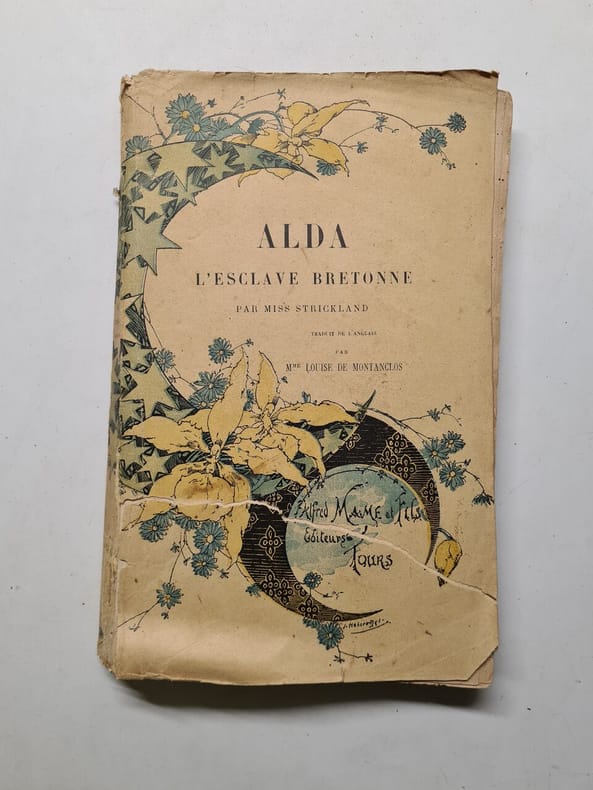 ALDA
L'ESCLAVE BRETONNE
PAR MISS STRICKLAND
TRADUIT DE L'ANGLAIS
PAR
MME LOUISE DE MONTANCLOS
Alfred MAME et FILS
Editeurs
TOURS